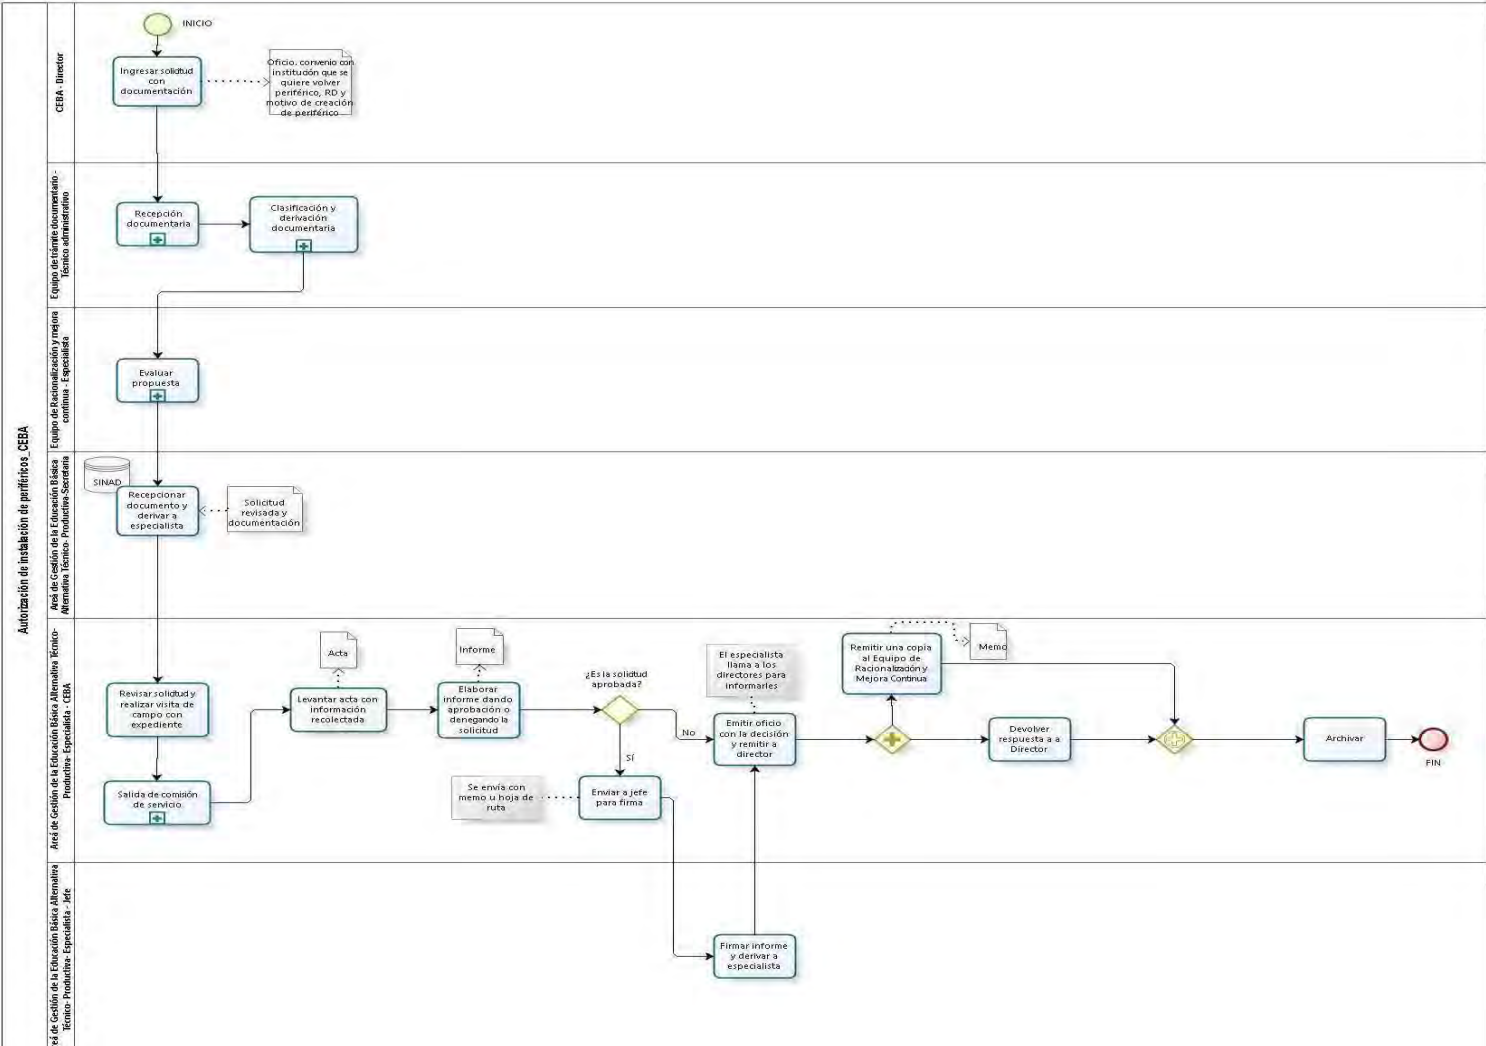 Autorización de instalación de periféricos_CEBA
CEBA - Director
INICIO
Ingresar solicitud
con
documentación
Oficio, convenio con
institución que se
quiere volver
periférico, RD y
motivo de creación
de periférico
Equipo de trámite documentario -
Técnico administrativo
Recepción
documentaria
Clasificación y
derivación
documentaria
Equipo de Racionalización y mejora
continua - Especialista
Evaluar
propuesta
Areá de Gestión de la Educación Básica
Alternativa Técnico- Productiva-Secretaria
SINAD
Recepcionar
documento y
derivar a
especialista
Solicitud
revisada y
documentación
Areá de Gestión de la Educación Básica Alternativa Técnico-
Productiva- Especialista - CEBA
Revisar solicitud y
realizar visita de
campo con
expediente
Salida de comisión
de servicio
Acta
Levantar acta con
información
recolectada
Informe
Elaborar
informe dando
aprobación o
denegando la
solicitud
¿Es la solicitud
aprobada?
No
Sí
Se envía con
memo u hoja de
ruta
Enviar a jefe
para firma
El especialista
llama a los
directores para
informarles
Emitir oficio
con la decisión
y remitir a
director
Remitir una copia
al Equipo de
Racionalización y
Mejora Continua
Memo
Devolver
respuesta a a
Director
Archivar
FIN
eá de Gestión de la Educación Básica Alternativa
Técnico- Productiva- Especialista - Jefe
Firmar informe
y derivar a
especialista